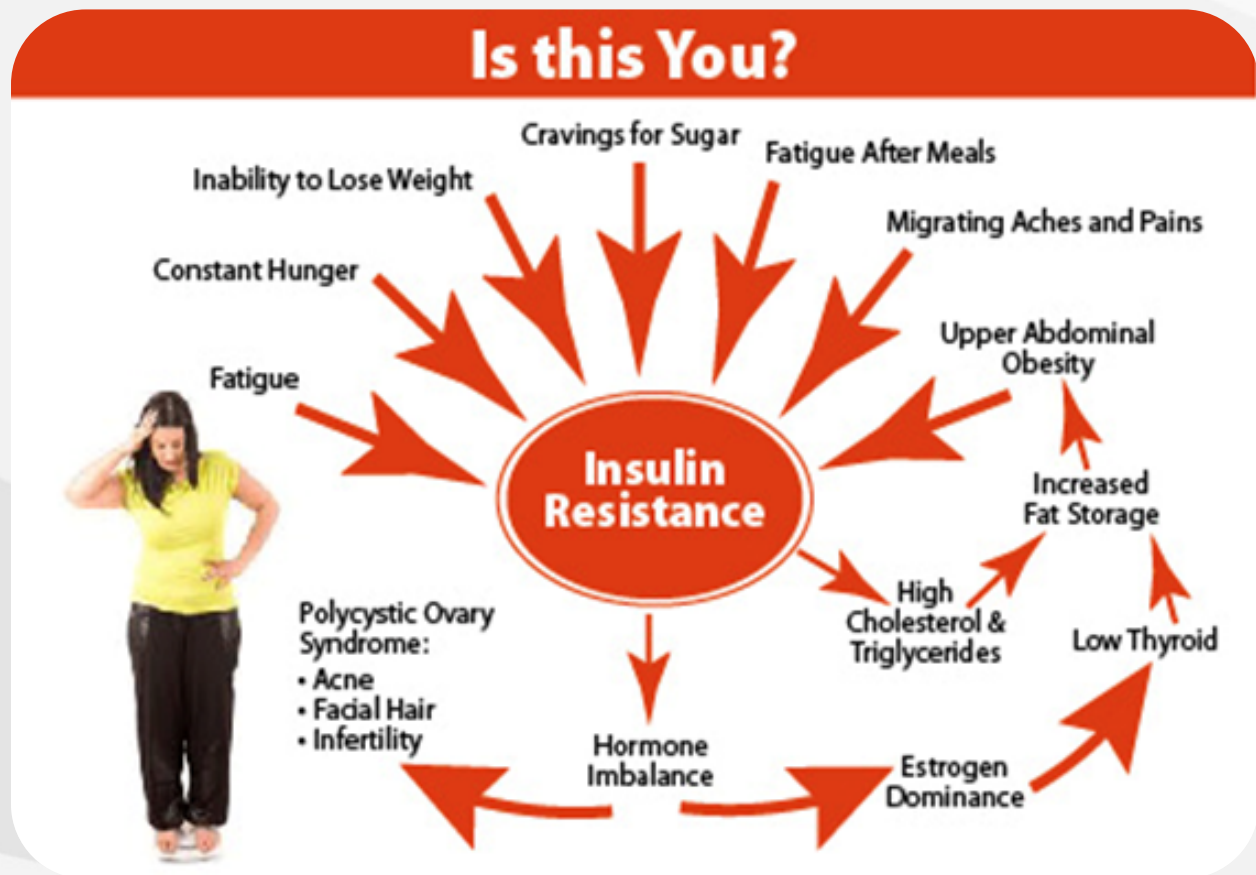 Is this You?
Cravings for Sugar
Fatigue After Meals
Inability to Lose Weight
Migrating Aches and Pains
Constant Hunger
Upper Abdominal
Obesity
Fatigue
Insulin
Resistance
Increased
Fat Storage
High
Cholesterol &
Triglycerides
Low Thyroid
Polycystic Ovary
Syndrome:
• Acne
• Facial Hair
• Infertility
Hormone
Imbalance
Estrogen
Dominance